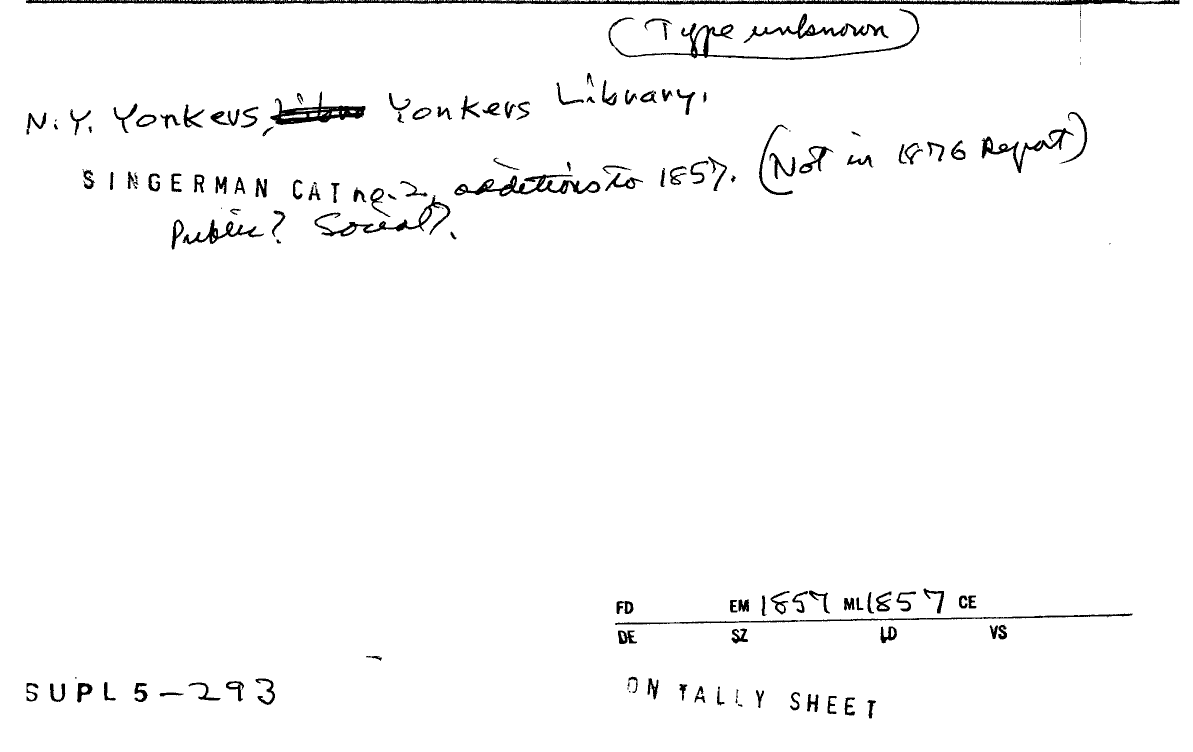 (Type unknown)
N.Y. Yonkers, Yonkers Library.
SINGERMAN CAT no. 2, additions to 1857. (Not in 1876 Report)
Public? Social?.
FD EM 1857 ML 1857 CE
DE SZ LD VS
SUPL 5-293
ON TALLY SHEET